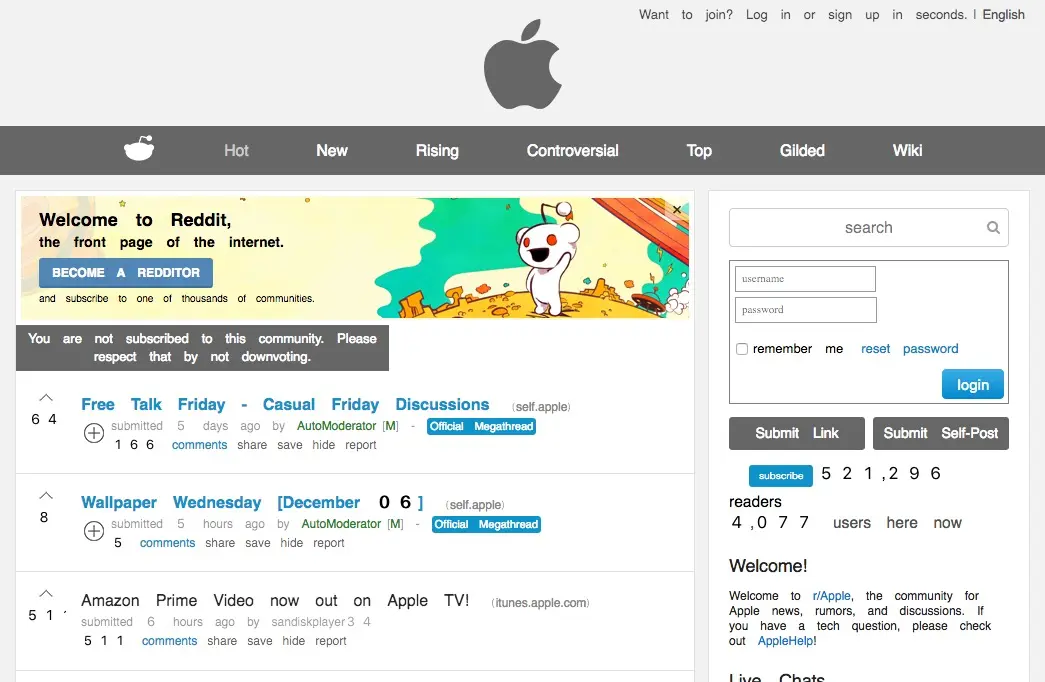 Want to join? Log in or sign up in seconds. | English
Hot New Rising Controversial Top Gilded Wiki
Welcome to Reddit,
the front page of the internet.
BECOME A REDDITOR
and subscribe to one of thousands of communities.
×
You are not subscribed to this community. Please
respect that by not downvoting.
64
Free Talk Friday - Casual Friday Discussions (self.apple)
submitted 5 days ago by AutoModerator [M] - Official Megathread
166 comments share save hide report
8
Wallpaper Wednesday [December 06] (self.apple)
submitted 5 hours ago by AutoModerator [M] - Official Megathread
5 comments share save hide report
51
Amazon Prime Video now out on Apple TV! (itunes.apple.com)
submitted 6 hours ago by sandiskplayer34
511 comments share save hide report
search
username
password
remember me reset password
login
Submit Link Submit Self-Post
subscribe 521,296
readers
4,077 users here now
Welcome!
Welcome to r/Apple, the community for
Apple news, rumors, and discussions. If
you have a tech question, please check
out AppleHelp!
Live Chats